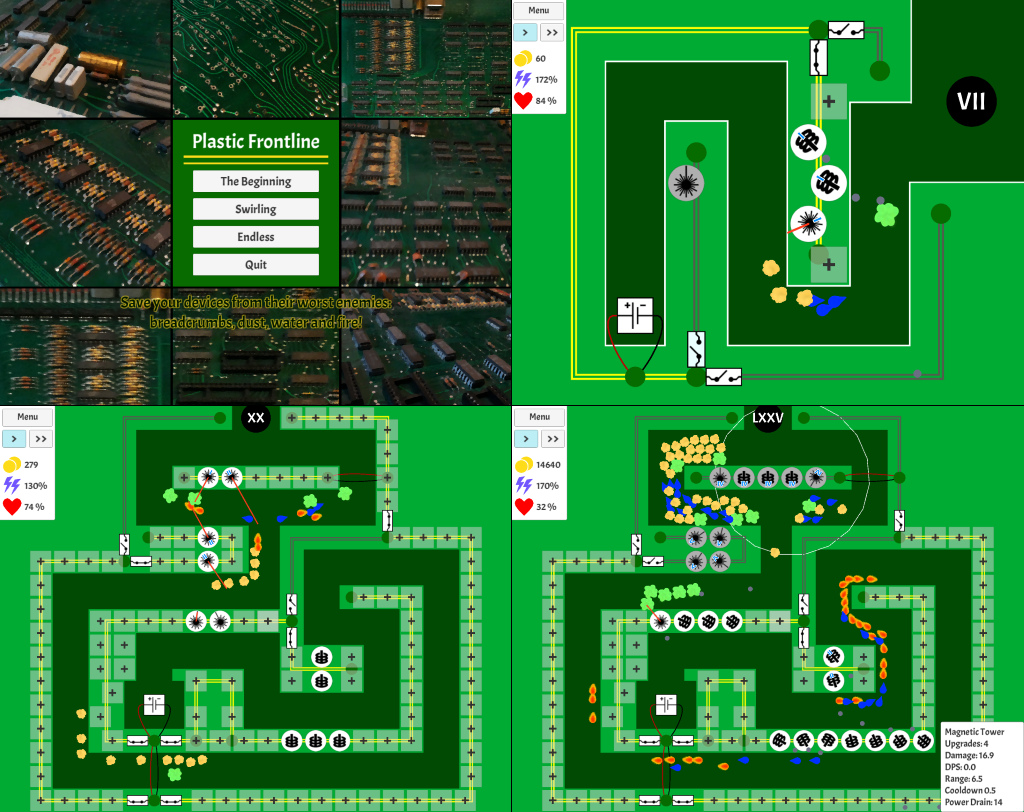 Plastic Frontline
The Beginning
Swirling
Endless
Quit
Save your devices from their worst enemies:
breadcrumbs, dust, water and fire!
Menu
> >>
60
172%
84 %
VII
Menu
> >>
279
130%
74 %
XX
Menu
> >>
14640
170%
32 %
LXXV
Magnetic Tower
Upgrades: 4
Damage: 16.9
DPS: 0.0
Range: 6.5
Cooldown 0.5
Power Drain: 14